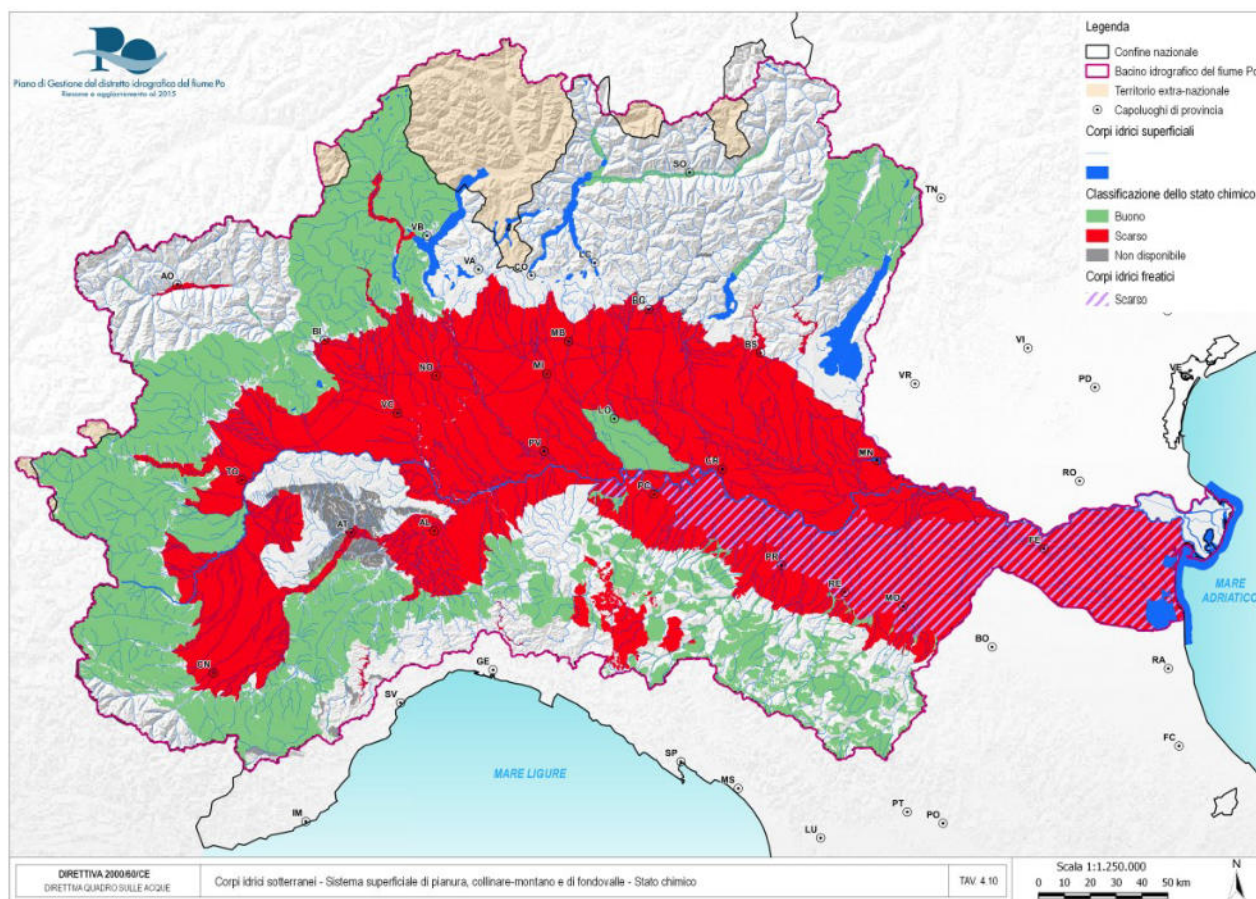 PO
Piano di Gestione del distretto idrografico del fiume Po
Riesame e aggiornamento al 2015
Legenda
Confine nazionale
Bacino idrografico del fiume Po
Territorio extra-nazionale
Capoluoghi di provincia
Corpi idrici superficiali
Classificazione dello stato chimico
Buono
Scarso
Non disponibile
Corpi idrici freatici
Scarso
SO
TN
VB
VA
CO
LC
AO
BG
BI
MB
BS
VI
NO
MI
VR
PD
VE
VC
LO
PV
CR
MN
TO
PC
RO
AT
AL
FE
PR
RE
MO
MARE
ADRIATICO
BO
RA
CN
GE
SV
FC
SP
MS
MARE LIGURE
IM
PT
PO
LU
DIRETTIVA 2000/60/CE
DIRETTIVA QUADRO SULLE ACQUE
Corpi idrici sotterranei - Sistema superficiale di pianura, collinare-montano e di fondovalle - Stato chimico
TAV. 4.10
Scala 1:1.250.000
0 10 20 30 40 50 km
N